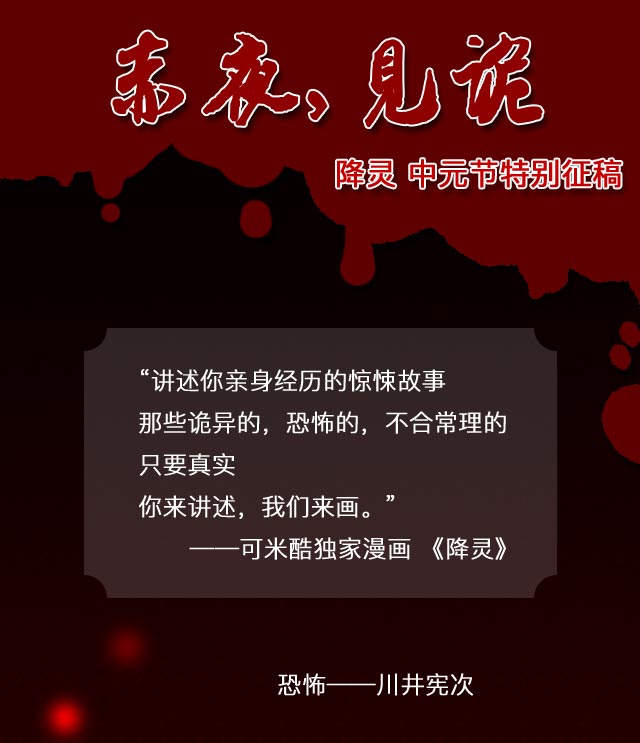 未夜、見诡
降灵 中元节特别征稿
“讲述你亲身经历的惊悚故事
那些诡异的，恐怖的，不合常理的
只要真实
你来讲述，我们来画。”
——可米酷独家漫画 《降灵》
恐怖——川井宪次